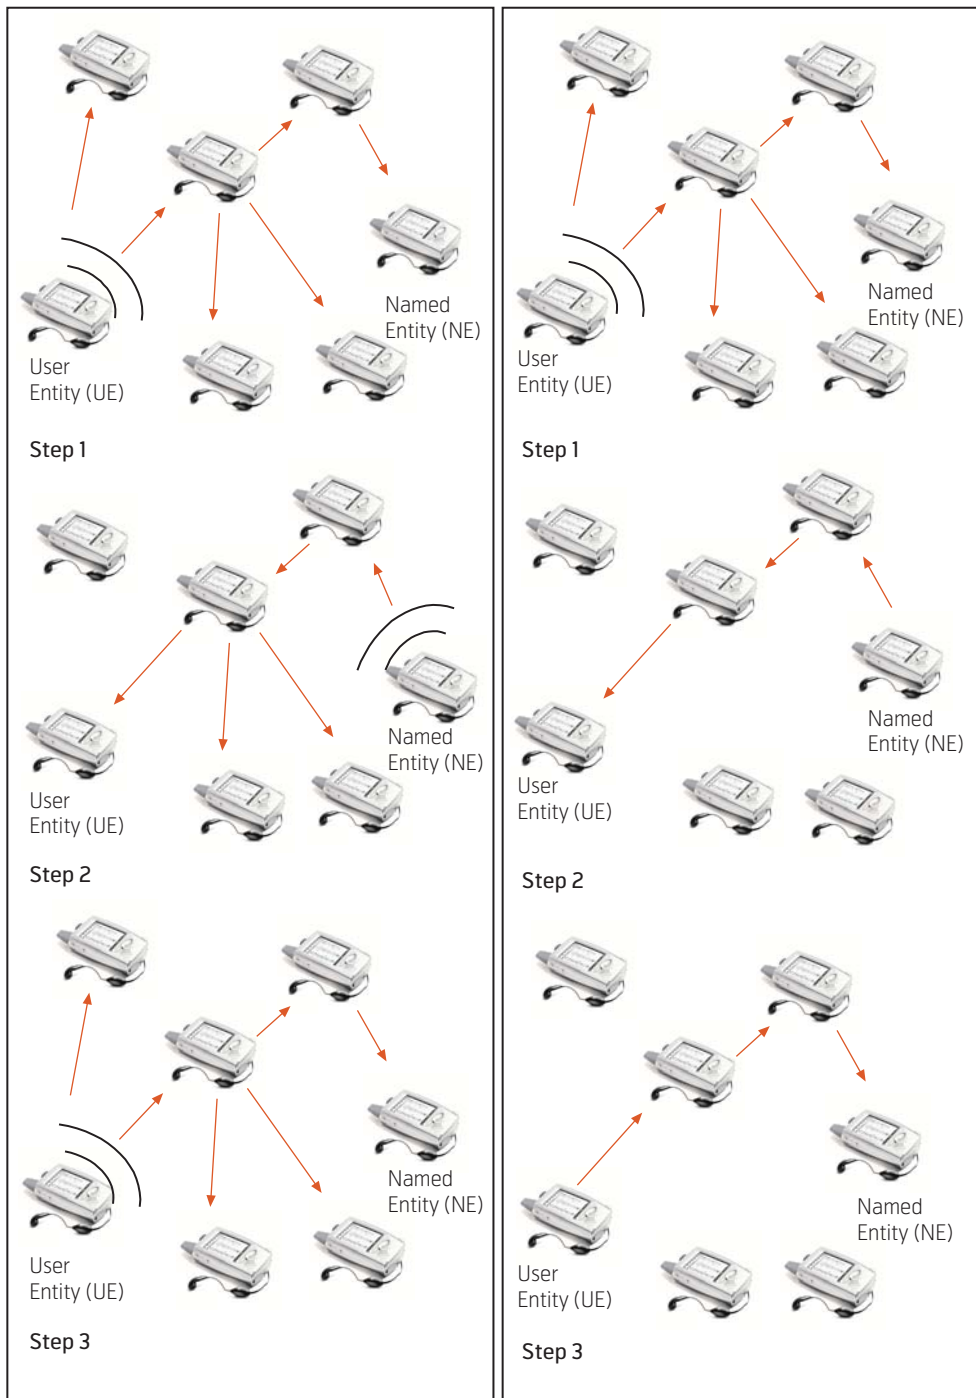 Named
Entity (NE)
User
Entity (UE)
Step 1
Named
Entity (NE)
User
Entity (UE)
Step 2
Named
Entity (NE)
User
Entity (UE)
Step 3
Named
Entity (NE)
User
Entity (UE)
Step 1
Named
Entity (NE)
User
Entity (UE)
Step 2
Named
Entity (NE)
User
Entity (UE)
Step 3